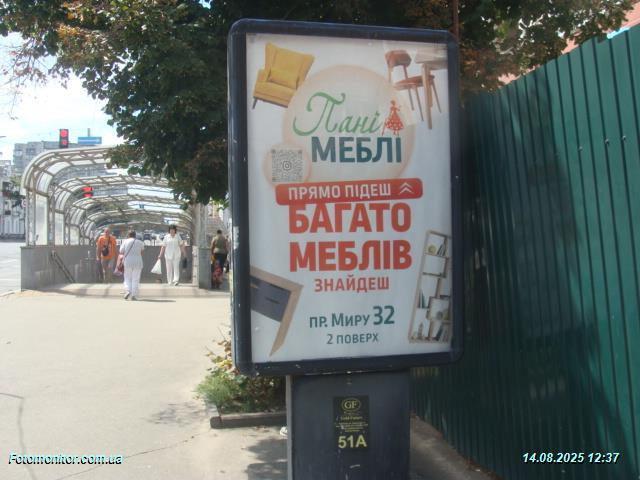 Пані
МЕБЛІ
ПРЯМО ПІДЕШ
БАГАТО
МЕБЛІВ
ЗНАЙДЕШ
ПР. МИРУ 32
2 ПОВЕРХ
GF
51А
Fotomonitor.com.ua
14.08.2025 12:37